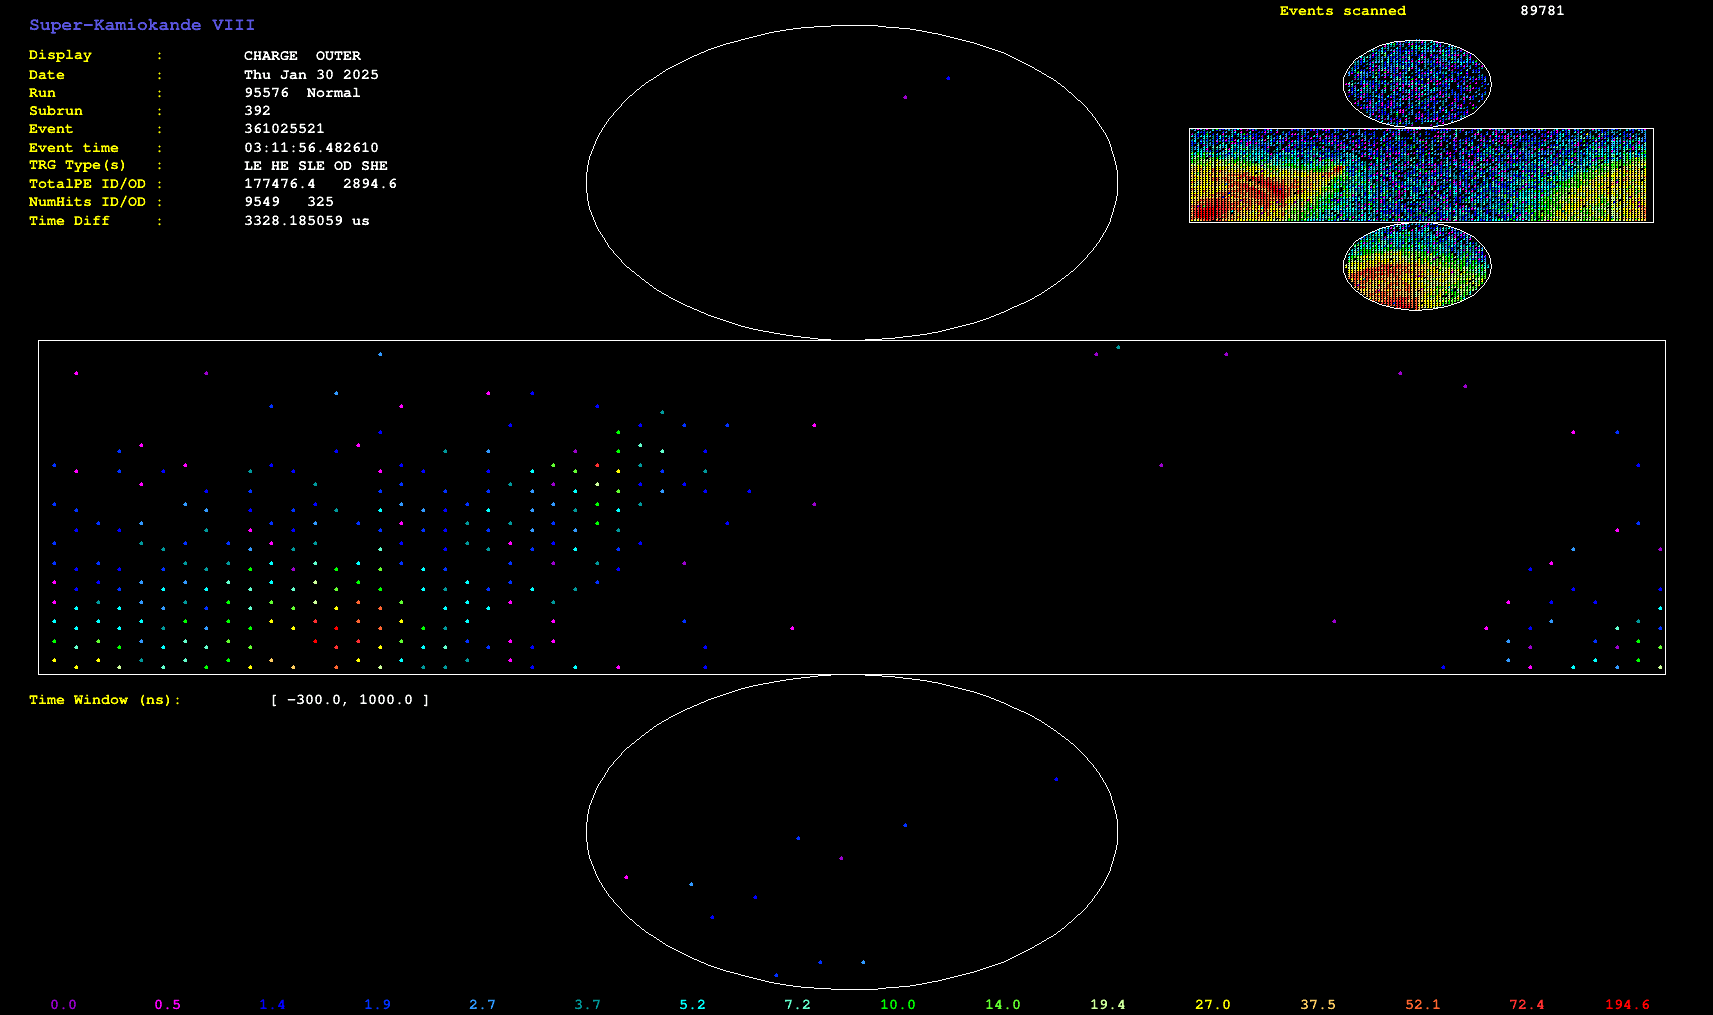 Super-Kamiokande VIII
Events scanned 89781
Display : CHARGE OUTER
Date : Thu Jan 30 2025
Run : 95576 Normal
Subrun : 392
Event : 361025521
Event time : 03:11:56.482610
TRG Type(s) : LE HE SLE OD SHE
TotalPE ID/OD : 177476.4 2894.6
NumHits ID/OD : 9549 325
Time Diff : 3328.185059 us
Time Window (ns): [ -300.0, 1000.0 ]
0.0 0.5 1.4 1.9 2.7 3.7 5.2 7.2 10.0 14.0 19.4 27.0 37.5 52.1 72.4 194.6